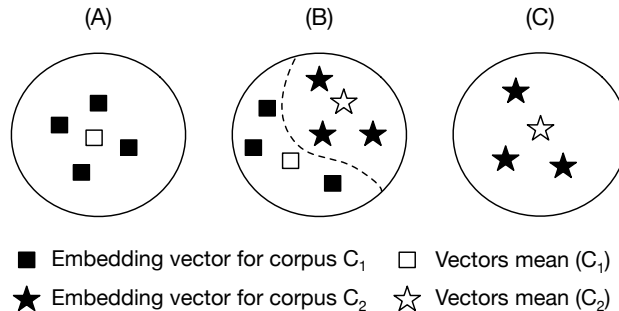 (A) (B) (C)
Embedding vector for corpus C₁ Vectors mean (C₁)
Embedding vector for corpus C₂ Vectors mean (C₂)